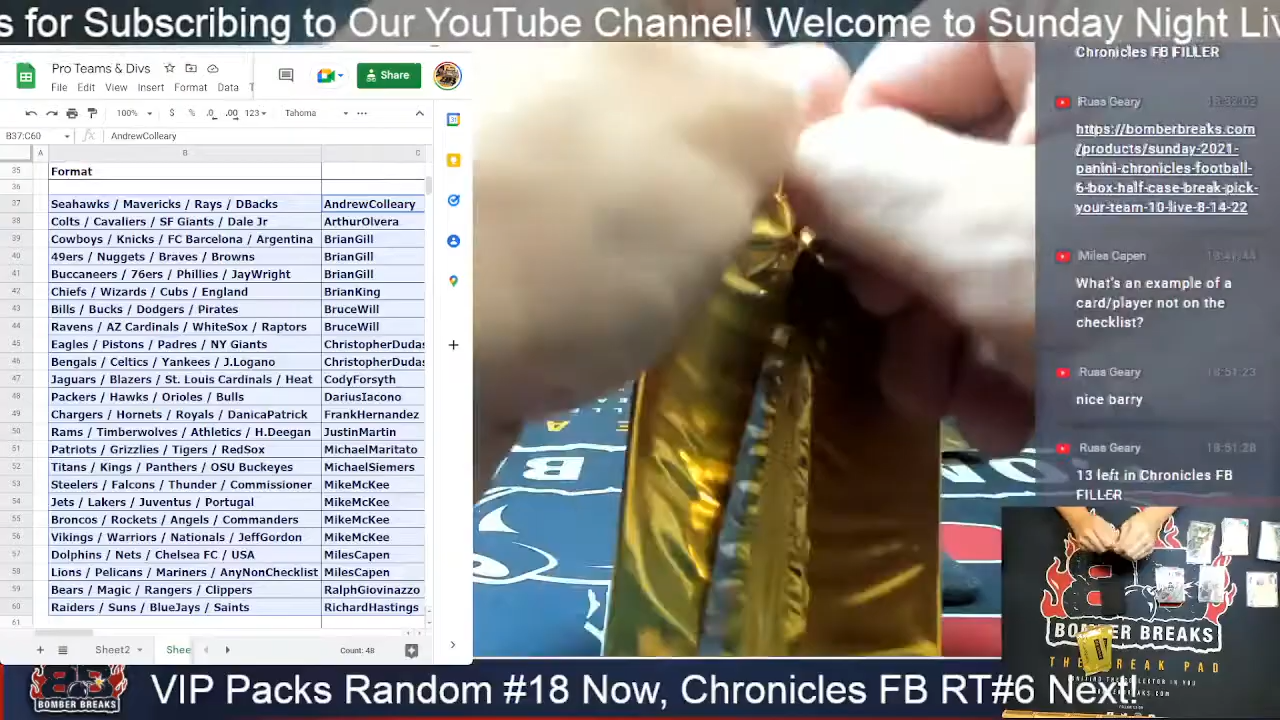 s for Subscribing to Our YouTube Channel! Welcome to Sunday Night Liv
Pro Teams & Divs
Share
File Edit View Insert Format Data T
100% $ % .0 .00 123 Tahoma
B37:C60 AndrewColleary
A B C
35 Format
36
37 Seahawks / Mavericks / Rays / DBacks AndrewColleary
38 Colts / Cavaliers / SF Giants / Dale Jr ArthurOlvera
39 Cowboys / Knicks / FC Barcelona / Argentina BrianGill
40 49ers / Nuggets / Braves / Browns BrianGill
41 Buccaneers / 76ers / Phillies / JayWright BrianGill
42 Chiefs / Wizards / Cubs / England BrianKing
43 Bills / Bucks / Dodgers / Pirates BruceWill
44 Ravens / AZ Cardinals / WhiteSox / Raptors BruceWill
45 Eagles / Pistons / Padres / NY Giants ChristopherDudas
46 Bengals / Celtics / Yankees / J.Logano ChristopherDudas
47 Jaguars / Blazers / St. Louis Cardinals / Heat CodyForsyth
48 Packers / Hawks / Orioles / Bulls DariusIacono
49 Chargers / Hornets / Royals / DanicaPatrick FrankHernandez
50 Rams / Timberwolves / Athletics / H.Deegan JustinMartin
51 Patriots / Grizzlies / Tigers / RedSox MichaelMaritato
52 Titans / Kings / Panthers / OSU Buckeyes MichaelSiemers
53 Steelers / Falcons / Thunder / Commissioner MikeMcKee
54 Jets / Lakers / Juventus / Portugal MikeMcKee
55 Broncos / Rockets / Angels / Commanders MikeMcKee
56 Vikings / Warriors / Nationals / JeffGordon MikeMcKee
57 Dolphins / Nets / Chelsea FC / USA MilesCapen
58 Lions / Pelicans / Mariners / AnyNonChecklist MilesCapen
59 Bears / Magic / Rangers / Clippers RalphGiovinazzo
60 Raiders / Suns / BlueJays / Saints RichardHastings
61
Sheet2 Shee Count: 48
Chronicles FB FILLER
Russ Geary 18:32:02
https://bomberbreaks.com
/products/sunday-2021-
panini-chronicles-football-
6-box-half-case-break-pick-
your-team-10-live-8-14-22
Miles Capen
What's an example of a
card/player not on the
checklist?
Russ Geary 18:51:23
nice barry
Russ Geary 18:51:28
13 left in Chronicles FB
FILLER
BOMBER BREAKS
THE BREAK PAD
BOMBER BREAKS
VIP Packs Random #18 Now, Chronicles FB RT#6 Next!